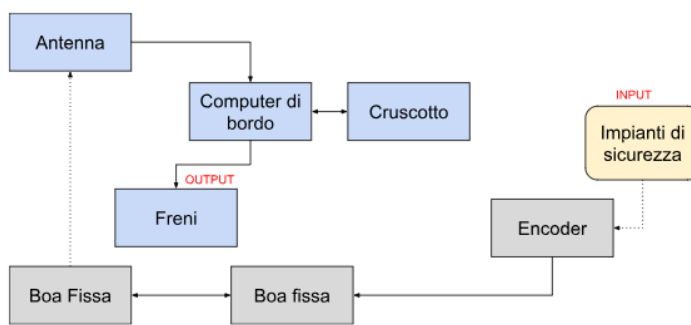 Antenna
Computer di
bordo
Cruscotto
INPUT
Impianti di
sicurezza
OUTPUT
Freni
Encoder
Boa Fissa
Boa fissa